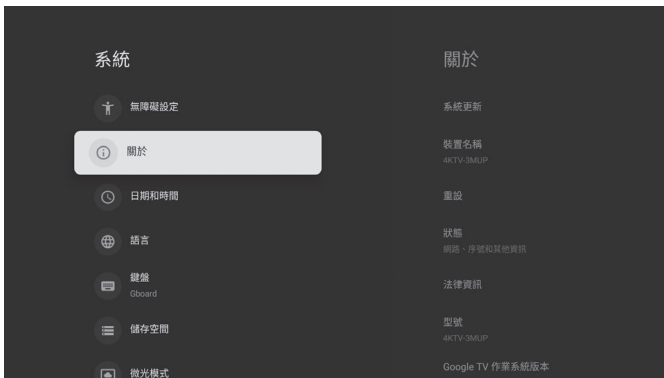 系統
無障礙設定
關於
日期和時間
語言
鍵盤
Gboard
儲存空間
微光模式
關於
系統更新
裝置名稱
4KTV-3MUP
重設
狀態
網路、序號和其他資訊
法律資訊
型號
4KTV-3MUP
Google TV 作業系統版本